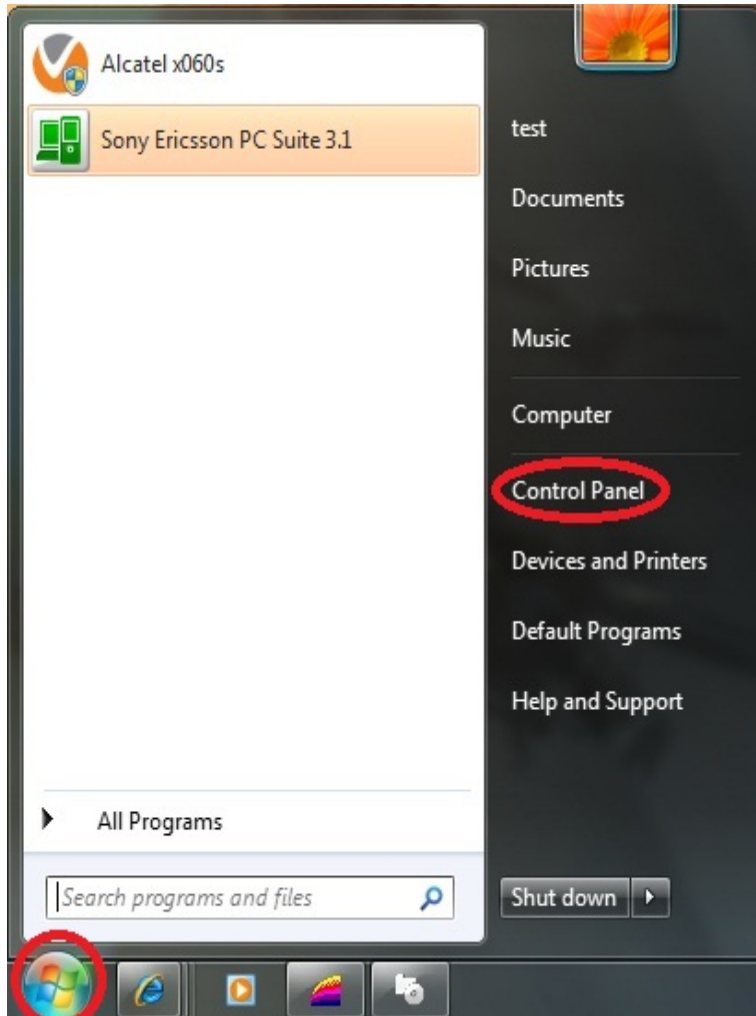 Alcatel x060s
Sony Ericsson PC Suite 3.1
All Programs
Search programs and files
test
Documents
Pictures
Music
Computer
Control Panel
Devices and Printers
Default Programs
Help and Support
Shut down